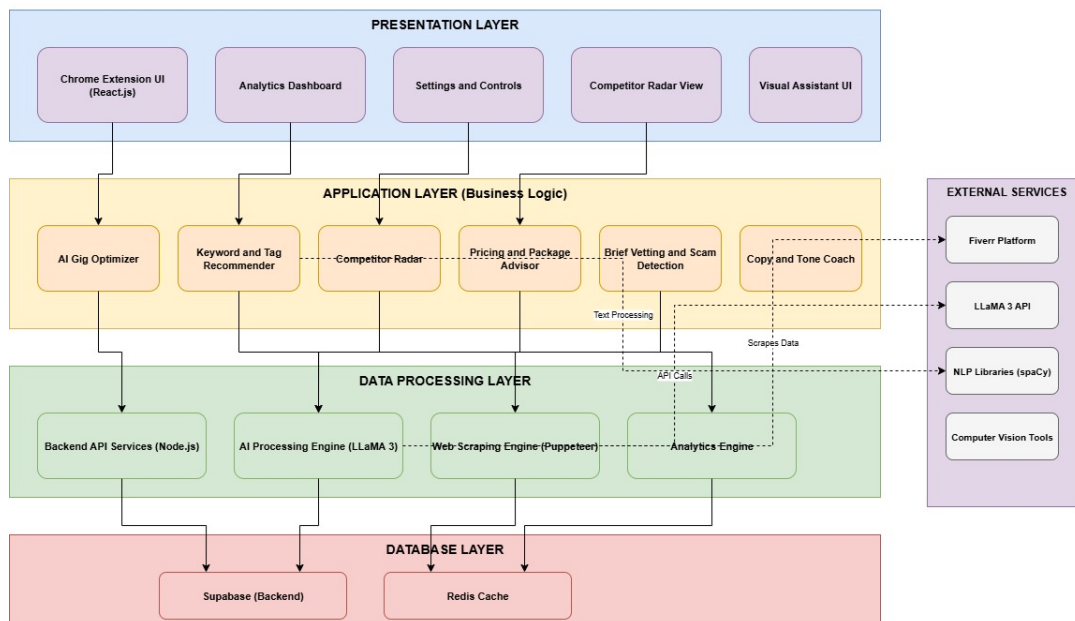 PRESENTATION LAYER
Chrome Extension UI
(React.js)
Analytics Dashboard
Settings and Controls
Competitor Radar View
Visual Assistant UI
APPLICATION LAYER (Business Logic)
AI Gig Optimizer
Keyword and Tag
Recommender
Competitor Radar
Pricing and Package
Advisor
Brief Vetting and Scam
Detection
Copy and Tone Coach
Text Processing
Scrapes Data
API Calls
EXTERNAL SERVICES
Fiverr Platform
LLaMA 3 API
NLP Libraries (spaCy)
Computer Vision Tools
DATA PROCESSING LAYER
Backend API Services (Node.js)
AI Processing Engine (LLaMA 3)
Web Scraping Engine (Puppeteer)
Analytics Engine
DATABASE LAYER
Supabase (Backend)
Redis Cache